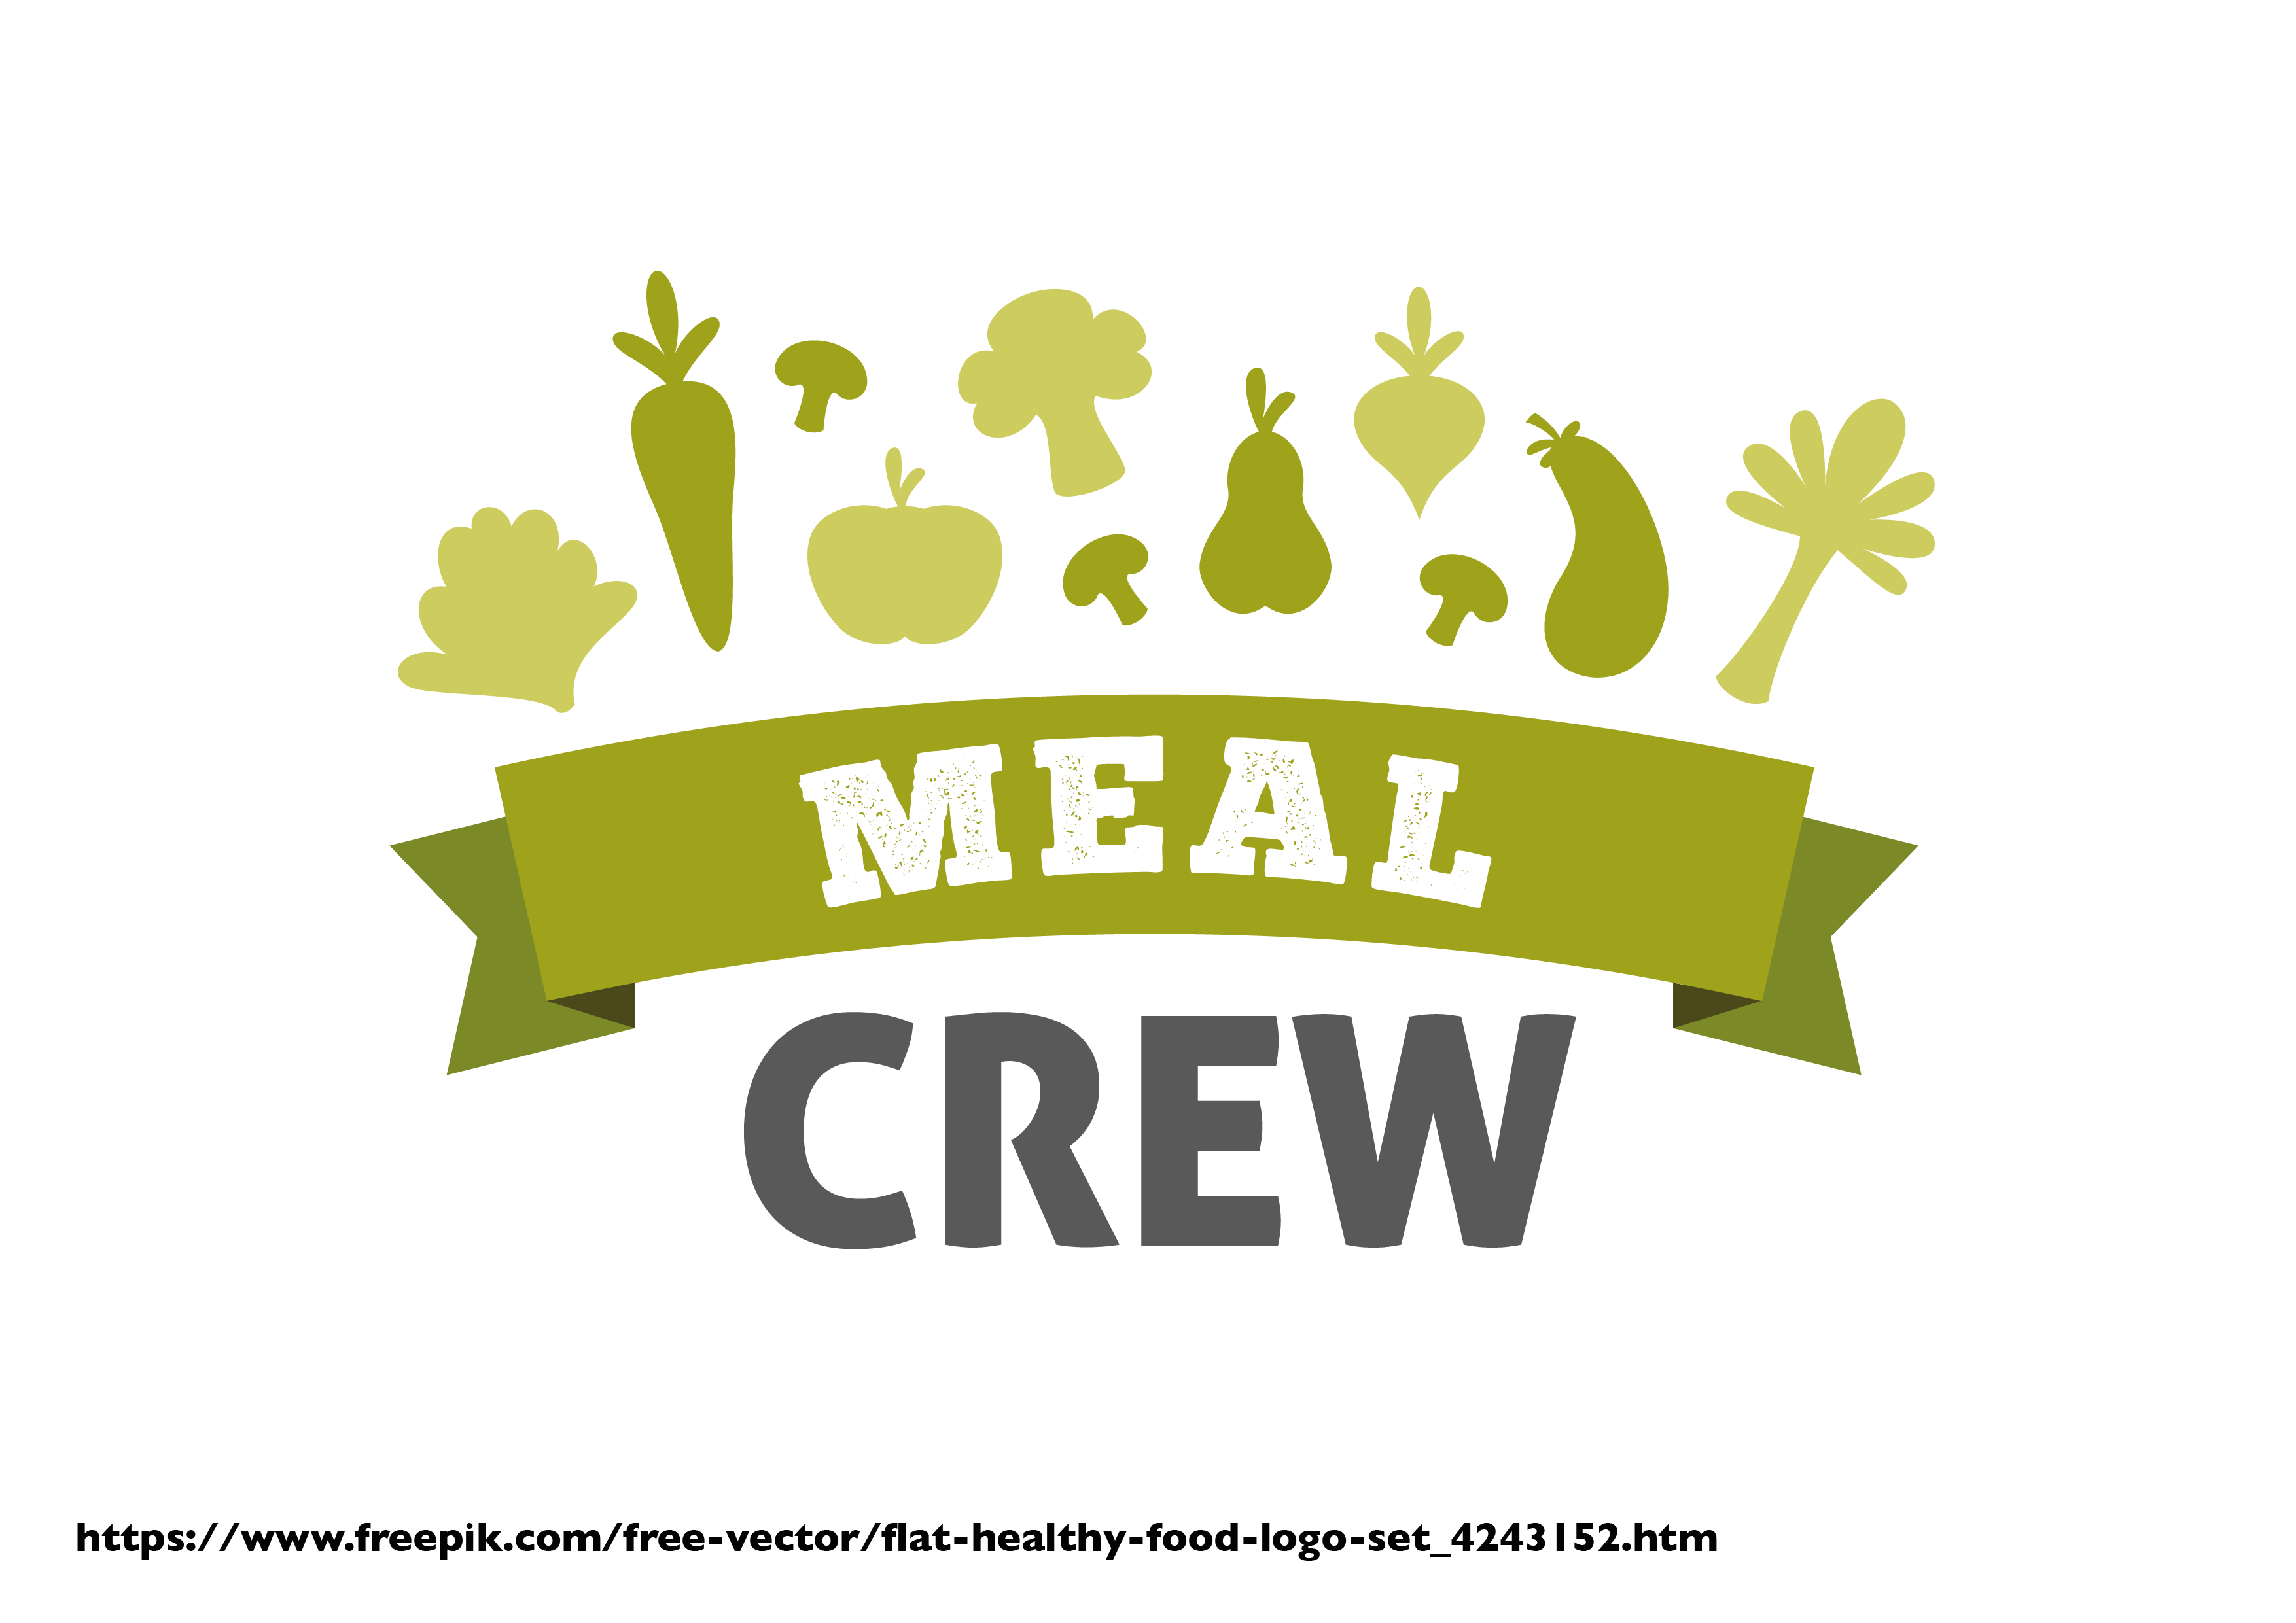 MEAL
CREW
https://www.freepik.com/free-vector/flat-healthy-food-logo-set_4243152.htm